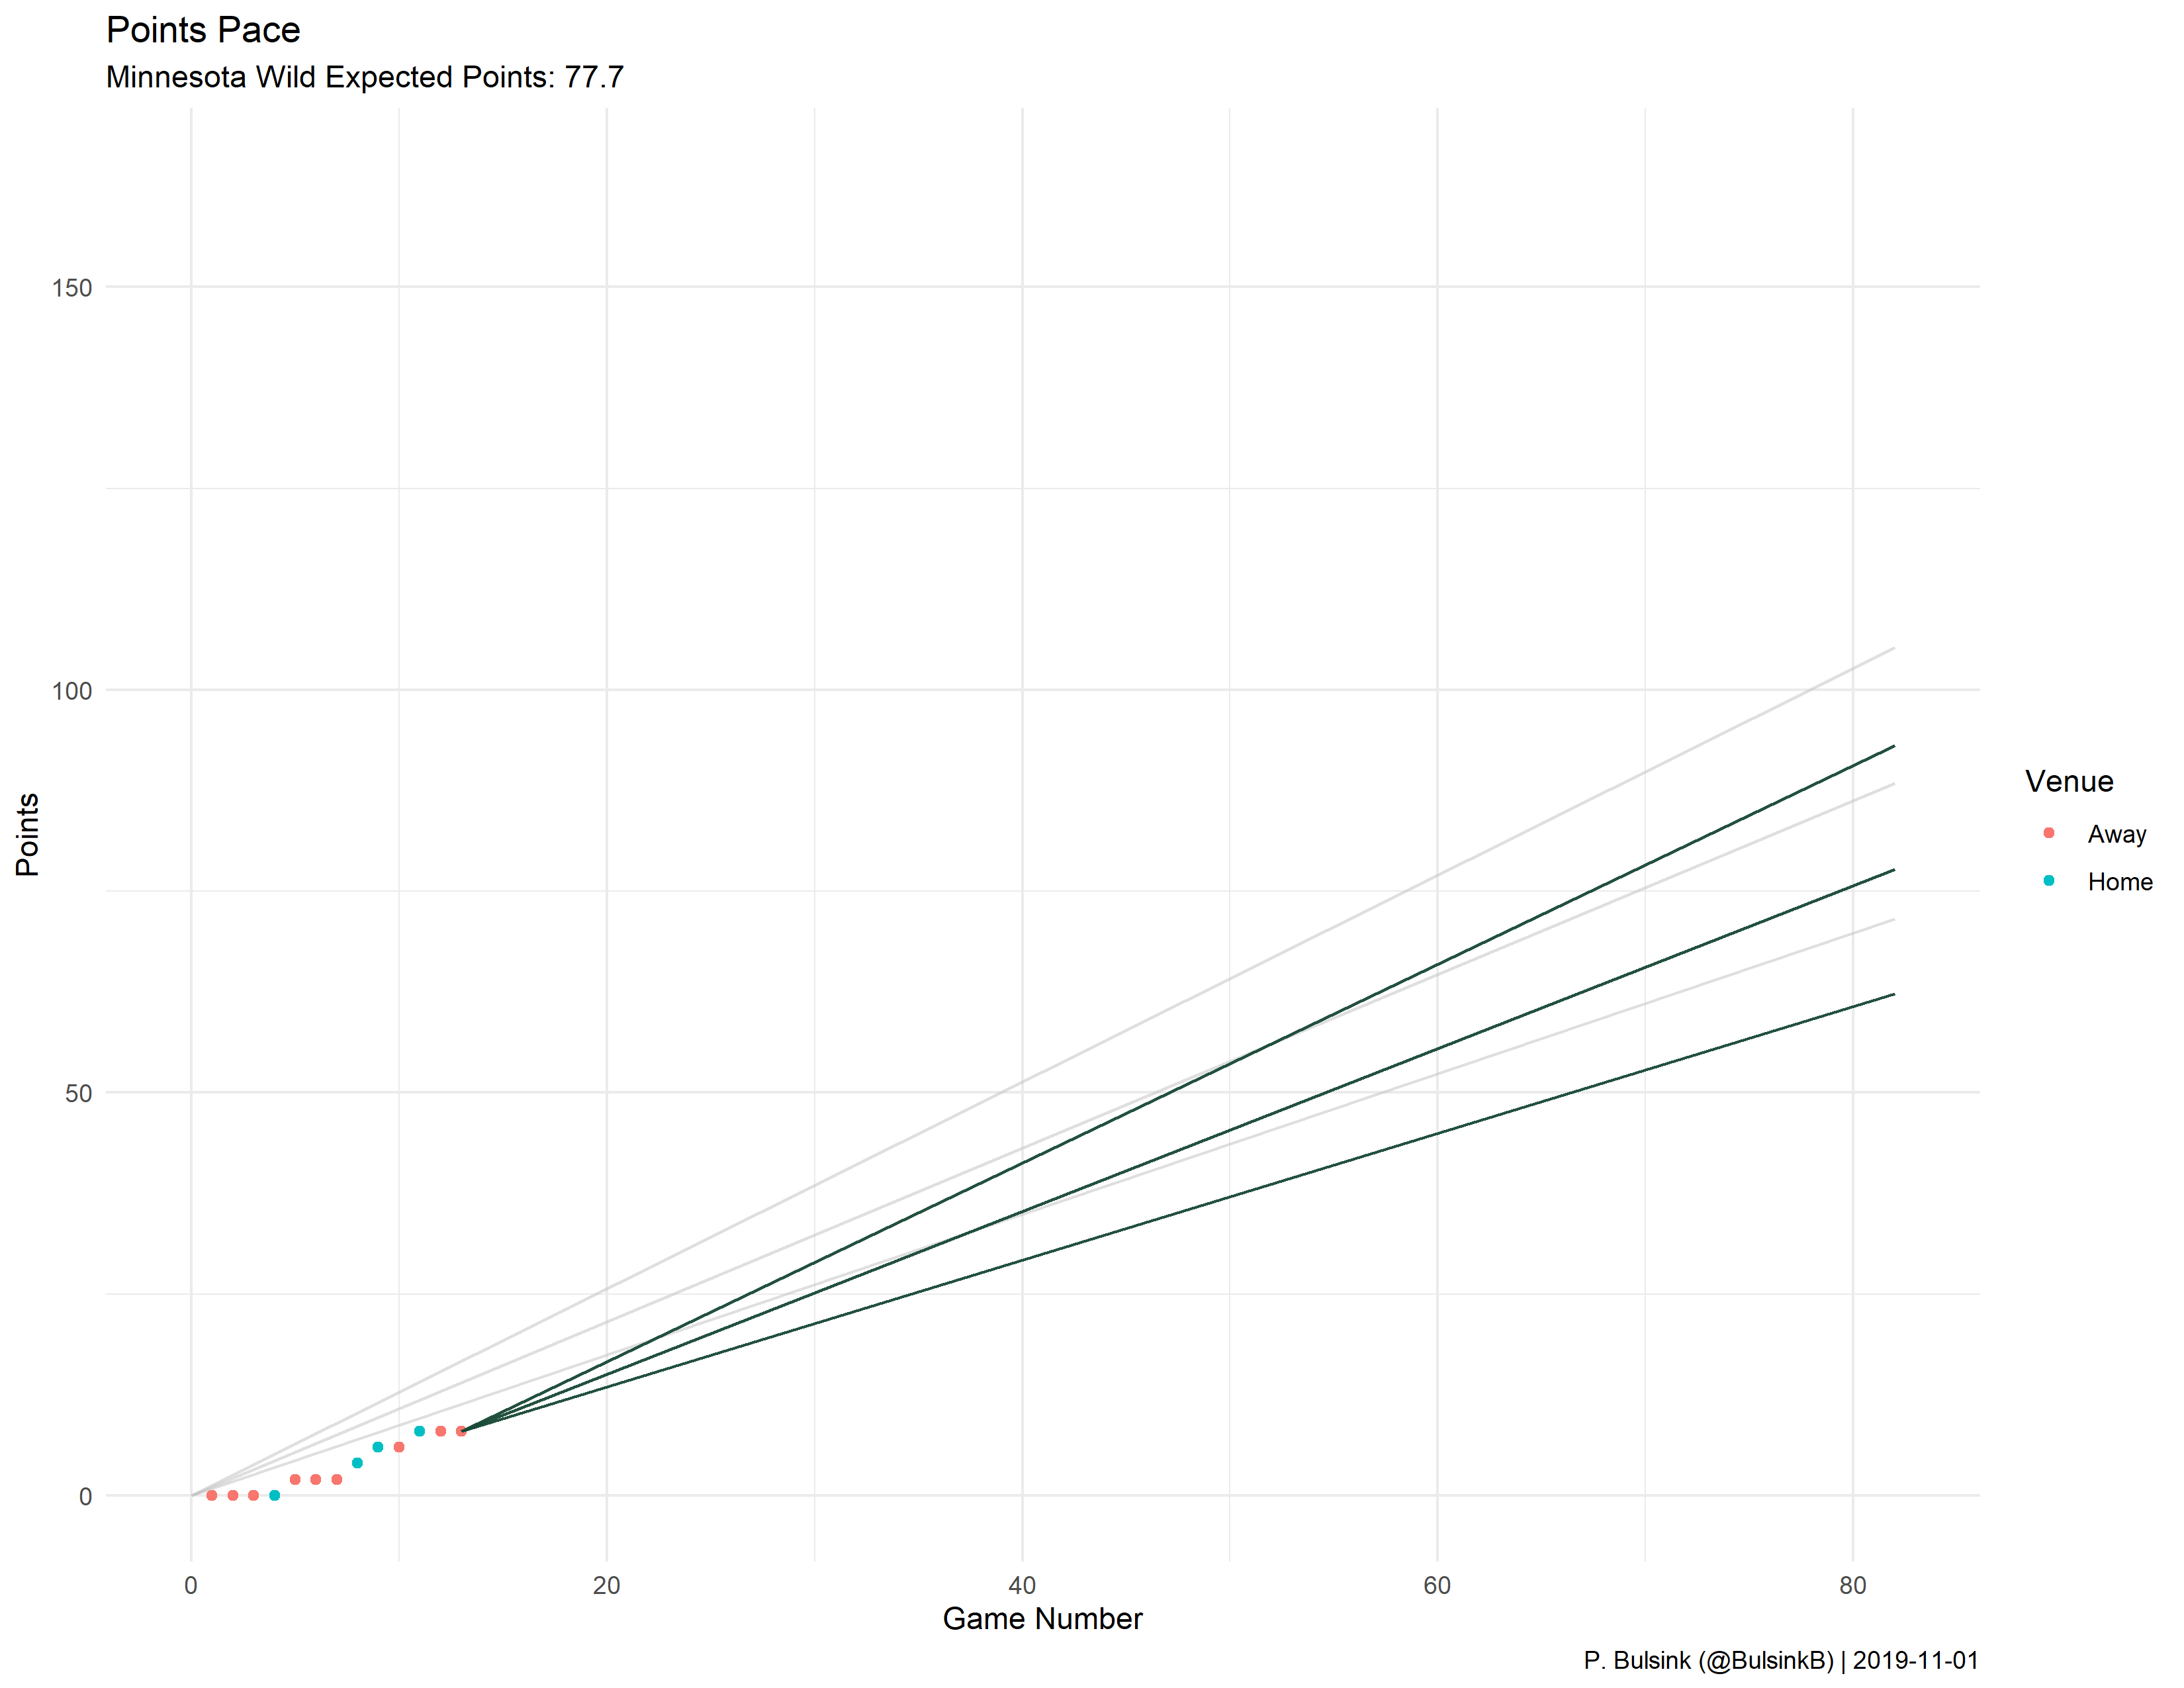 Points Pace
Minnesota Wild Expected Points: 77.7
150
100
50
0
Points
0 20 40 60 80
Game Number
Venue
Away
Home
P. Bulsink (@BulsinkB) | 2019-11-01